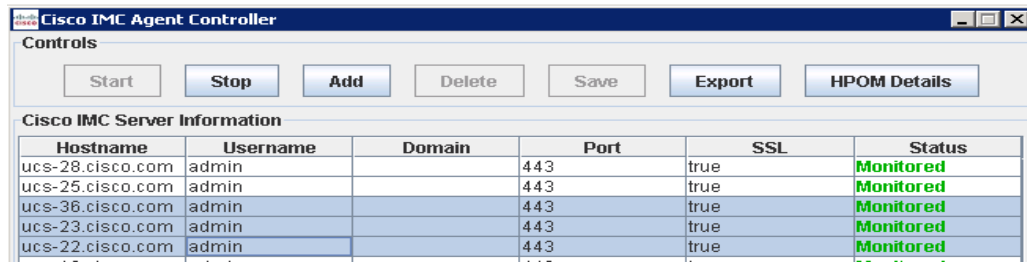 Cisco IMC Agent Controller
Controls
Start Stop Add Delete Save Export HPOM Details
Cisco IMC Server Information
Hostname Username Domain Port SSL Status
ucs-28.cisco.com admin 443 true Monitored
ucs-25.cisco.com admin 443 true Monitored
ucs-36.cisco.com admin 443 true Monitored
ucs-23.cisco.com admin 443 true Monitored
ucs-22.cisco.com admin 443 true Monitored